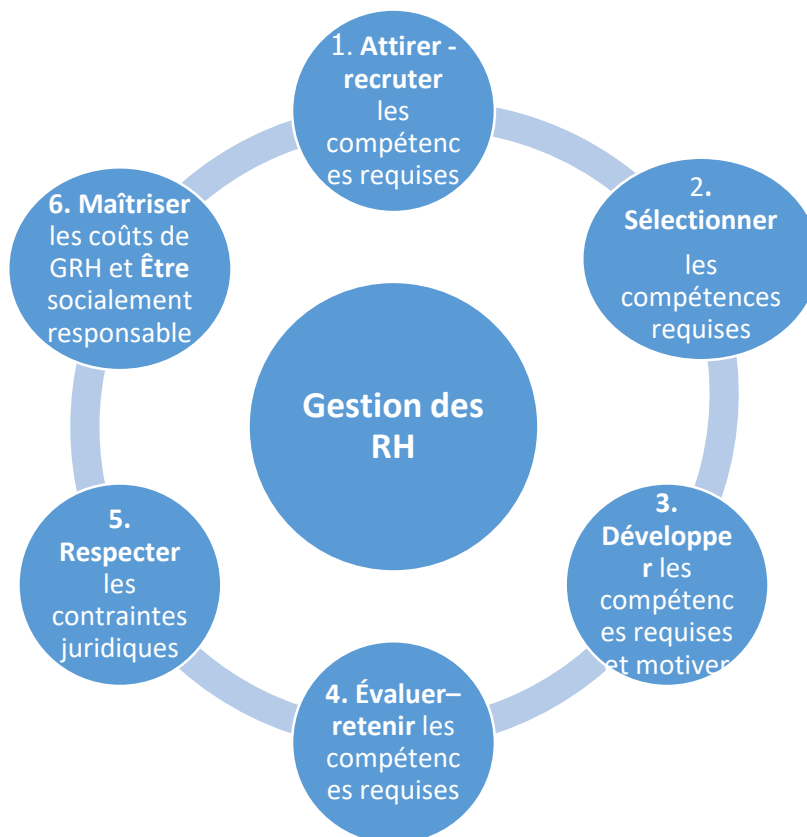 1. Attirer -
recruter
les
compétenc
es requises
2.
Sélectionner
les
compétences
requises
3.
Développe
r les
compétenc
es requises
et motiver
4. Évaluer–
retenir les
compétenc
es requises
5.
Respecter
les
contraintes
juridiques
6. Maîtriser
les coûts de
GRH et Être
socialement
responsable
Gestion des
RH